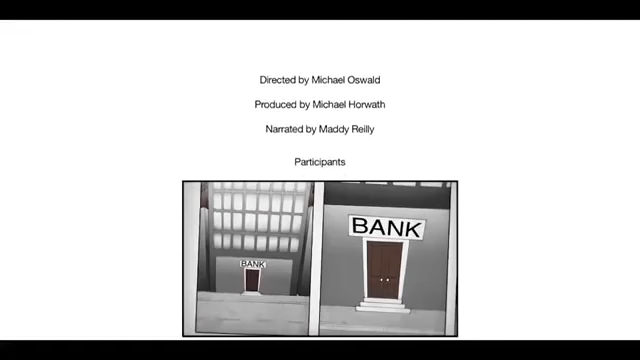 Directed by Michael Oswald
Produced by Michael Horwath
Narrated by Maddy Reilly
Participants
BANK
BANK